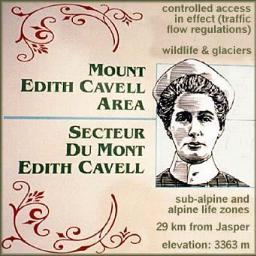 controlled access
in effect (traffic
flow regulations)
wildlife & glaciers
MOUNT
EDITH CAVELL
AREA
SECTEUR
DU MONT
EDITH CAVELL
sub-alpine and
alpine life zones
29 km from Jasper
elevation: 3363 m